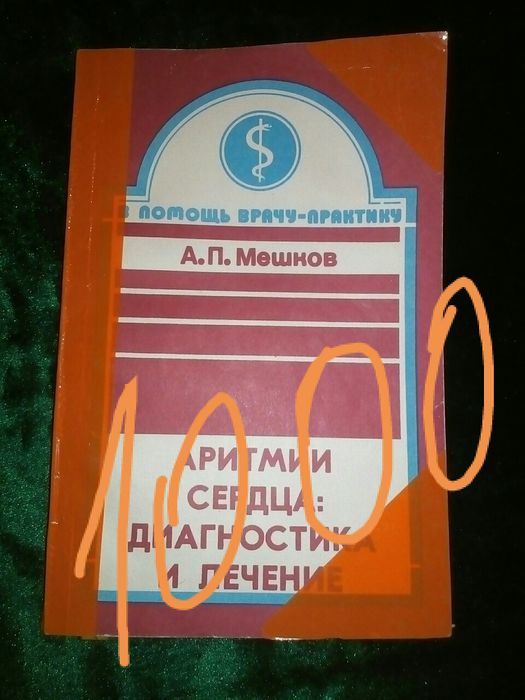 В ПОМОЩЬ ВРАЧУ-ПРАКТИКУ
А.П. Мешков
АРИТМИИ
СЕРДЦА:
ДИАГНОСТИКА
И ЛЕЧЕНИЕ
1000